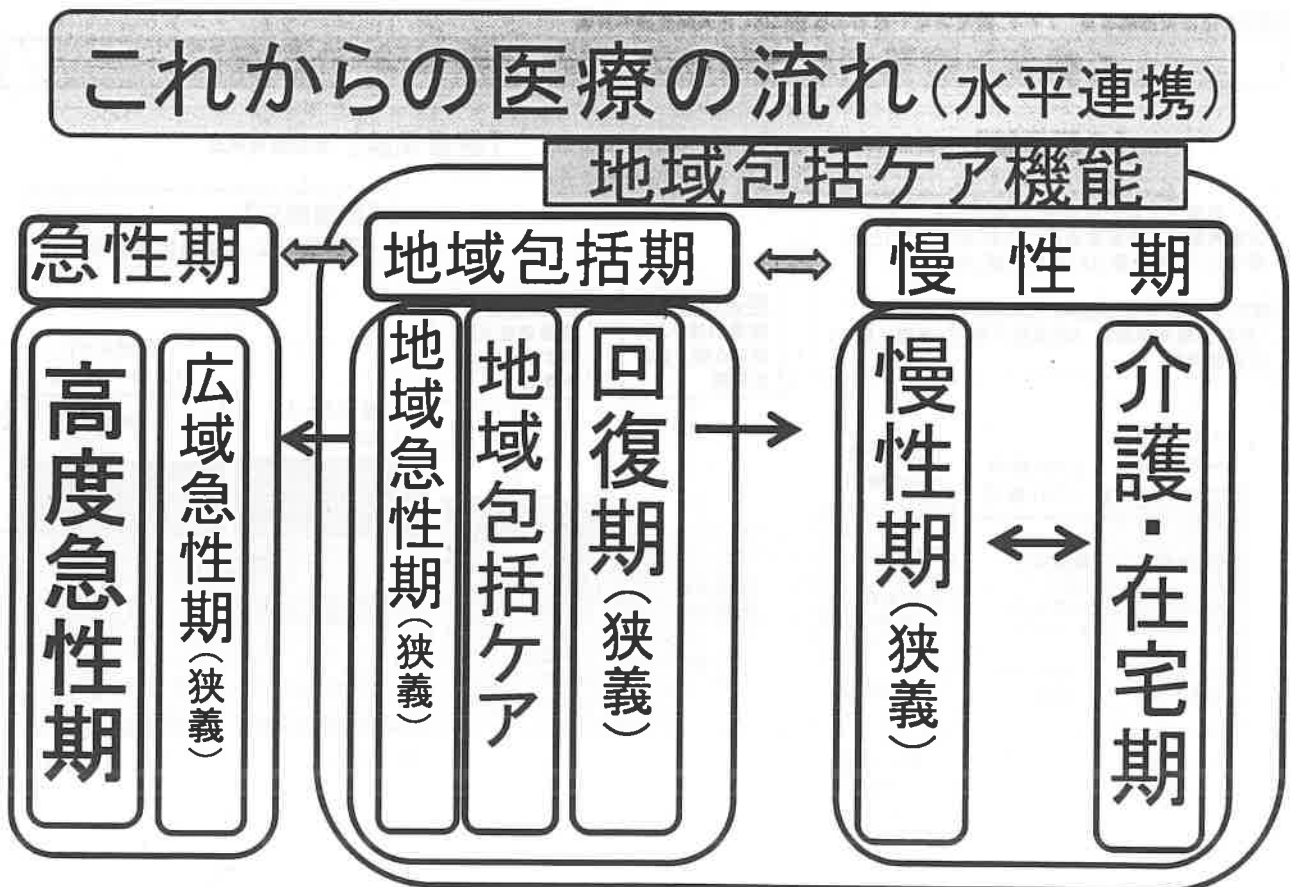 これからの医療の流れ(水平連携)
地域包括ケア機能
急性期
地域包括期
慢性期
高度急性期
広域急性期(狭義)
地域急性期(狭義)
地域包括ケア
回復期(狭義)
慢性期(狭義)
介護・在宅期